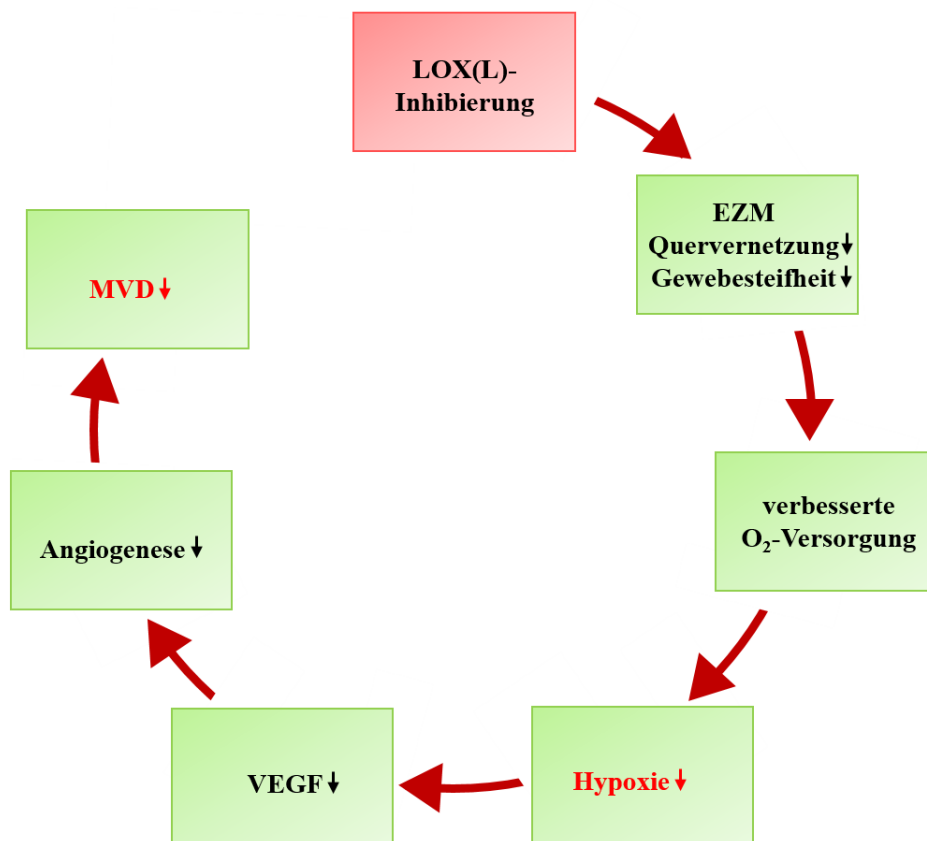 LOX(L)-
Inhibierung
EZM
Quervernetzung↓
Gewebesteifheit↓
verbesserte
O₂-Versorgung
Hypoxie↓
VEGF↓
Angiogenese↓
MVD↓